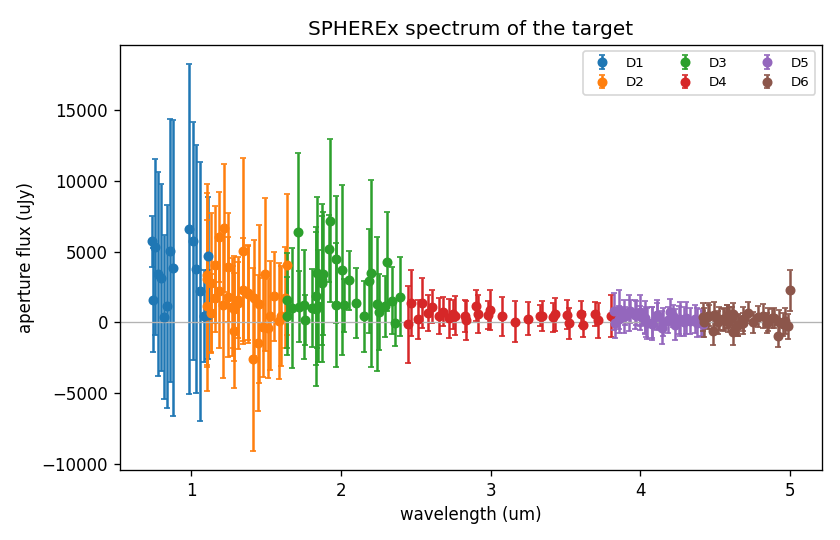 SPHEREx spectrum of the target
D1 D3 D5
D2 D4 D6
15000
10000
5000
0
−5000
−10000
aperture flux (uJy)
1 2 3 4 5
wavelength (um)